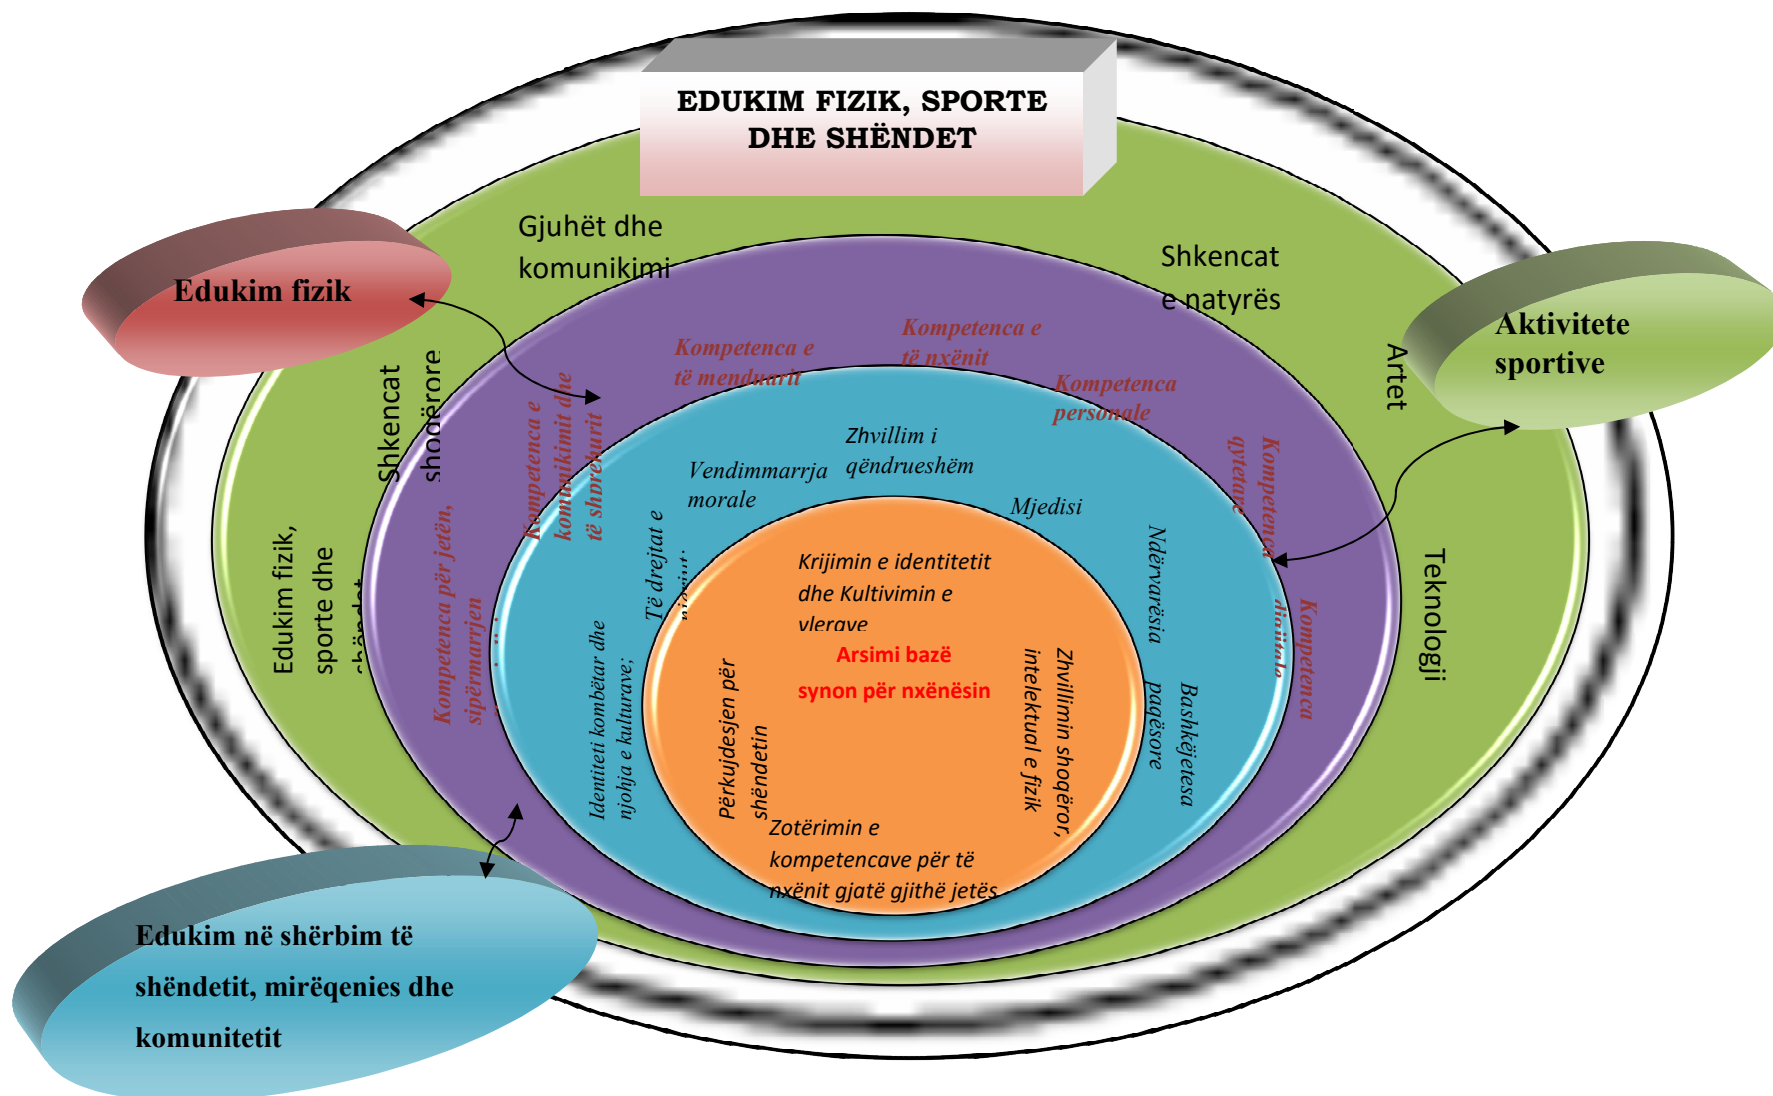 EDUKIM FIZIK, SPORTE
DHE SHËNDET
Gjuhët dhe
komunikimi
Shkencat
e natyrës
Edukim fizik
Aktivitete
sportive
Artet
Shkencat
shoqërore
Teknologji
Edukim fizik,
sporte dhe
Kompetenca e
të menduarit
Kompetenca e
të nxënit
Kompetenca
personale
Kompetenca e
komunikimit dhe
të shprehurit
Kompetenca
qytetare
Kompetenca
digjitale
Kompetenca për jetën,
sipërmarrjen
Zhvillim i
qëndrueshëm
Vendimmarrja
morale
Mjedisi
Të drejtat e
Ndërvarësia
Identiteti kombëtar dhe
njohja e kulturave;
Bashkëjetesa
paqësore
Krijimin e identitetit
dhe Kultivimin e
vlerave
Arsimi bazë
synon për nxënësin
Përkujdesjen për
shëndetin
Zhvillimin shoqëror,
intelektual e fizik
Zotërimin e
kompetencave për të
nxënit gjatë gjithë jetës
Edukim në shërbim të
shëndetit, mirëqenies dhe
komunitetit